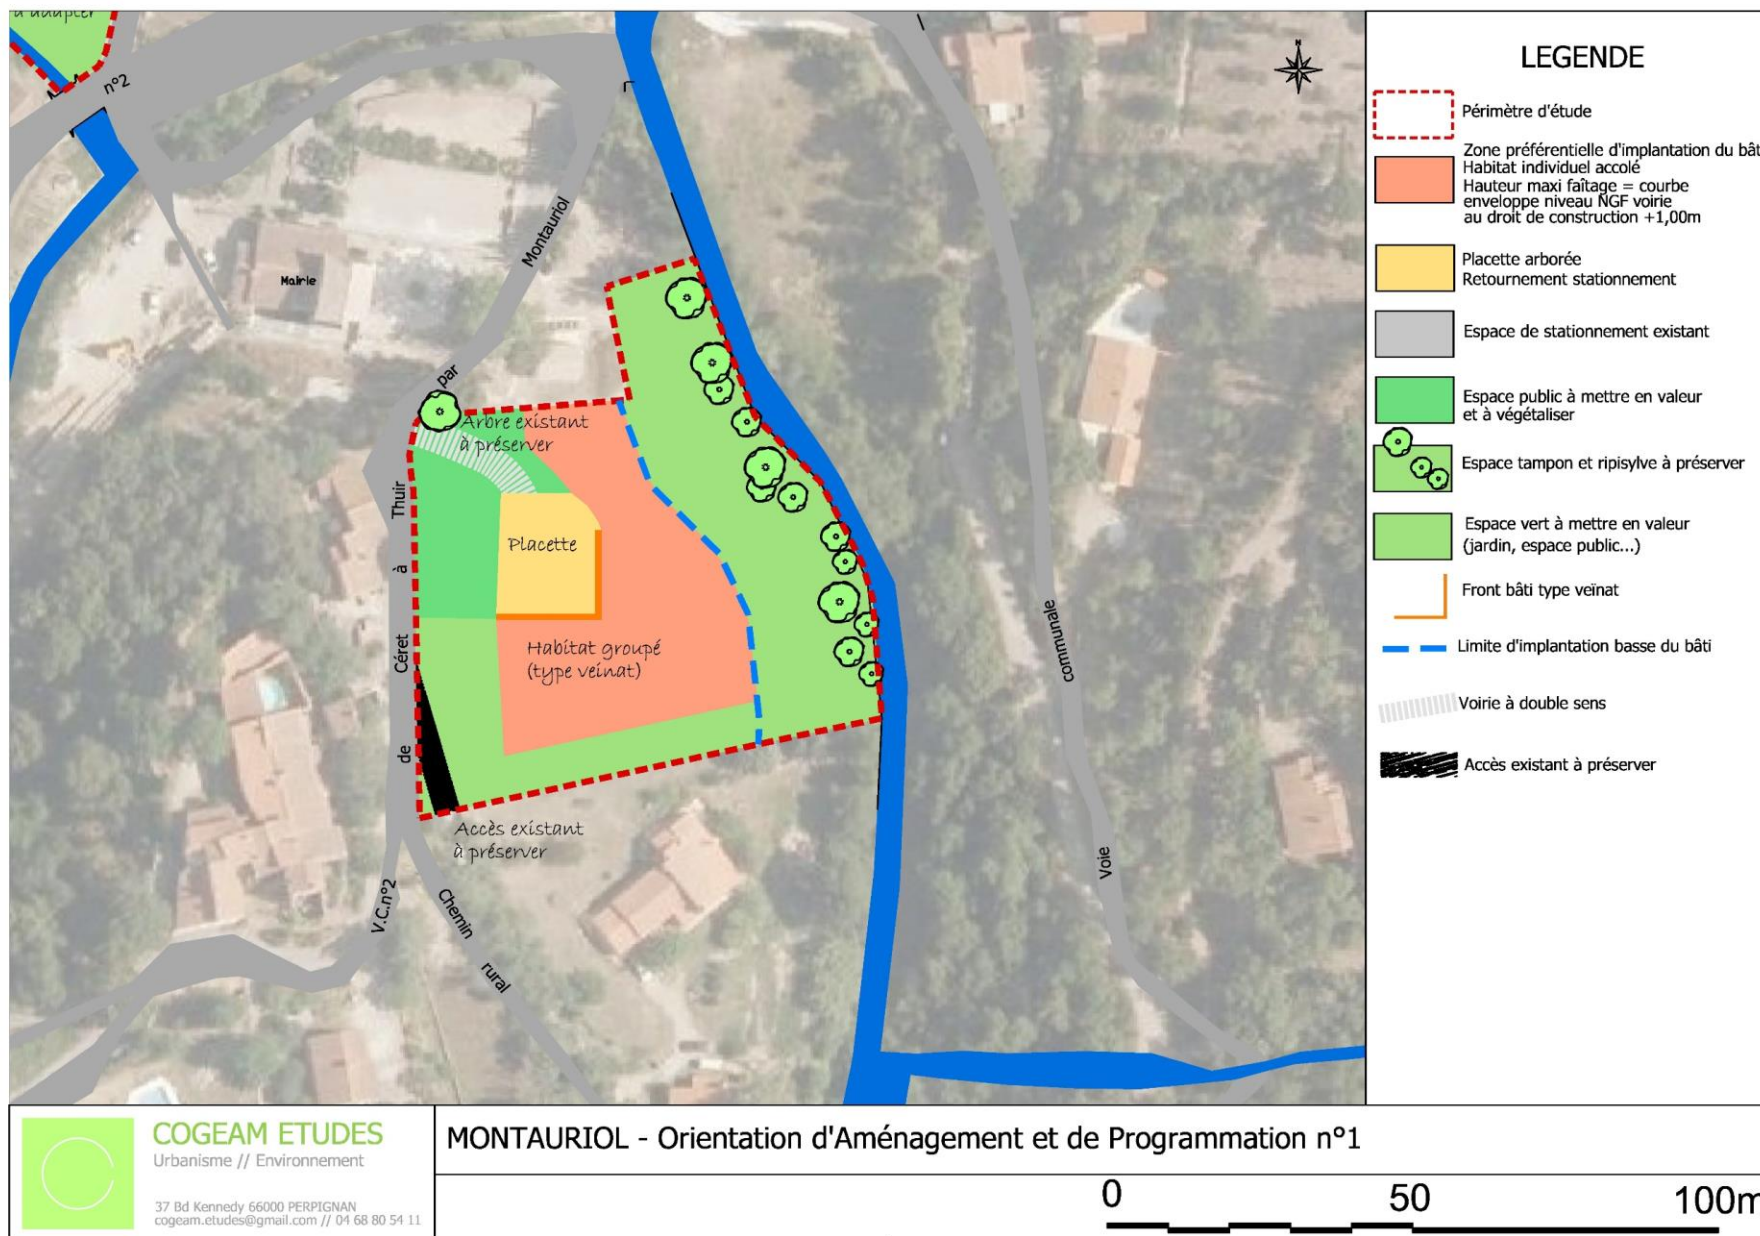 à adapter
n°2
Montauriol
Mairie
par
Arbre existant
à préserver
Thuir
à
Placette
Céret
Habitat groupé
(type veinat)
de
Accès existant
à préserver
V.C.n°2
Chemin
rural
communale
Voie
N
LEGENDE
Périmètre d'étude
Zone préférentielle d'implantation du bât
Habitat individuel accolé
Hauteur maxi faîtage = courbe
enveloppe niveau NGF voirie
au droit de construction +1,00m
Placette arborée
Retournement stationnement
Espace de stationnement existant
Espace public à mettre en valeur
et à végétaliser
Espace tampon et ripisylve à préserver
Espace vert à mettre en valeur
(jardin, espace public...)
Front bâti type veïnat
Limite d'implantation basse du bâti
Voirie à double sens
Accès existant à préserver
COGEAM ETUDES
Urbanisme // Environnement
37 Bd Kennedy 66000 PERPIGNAN
cogeam.etudes@gmail.com // 04 68 80 54 11
MONTAURIOL - Orientation d'Aménagement et de Programmation n°1
0 50 100m